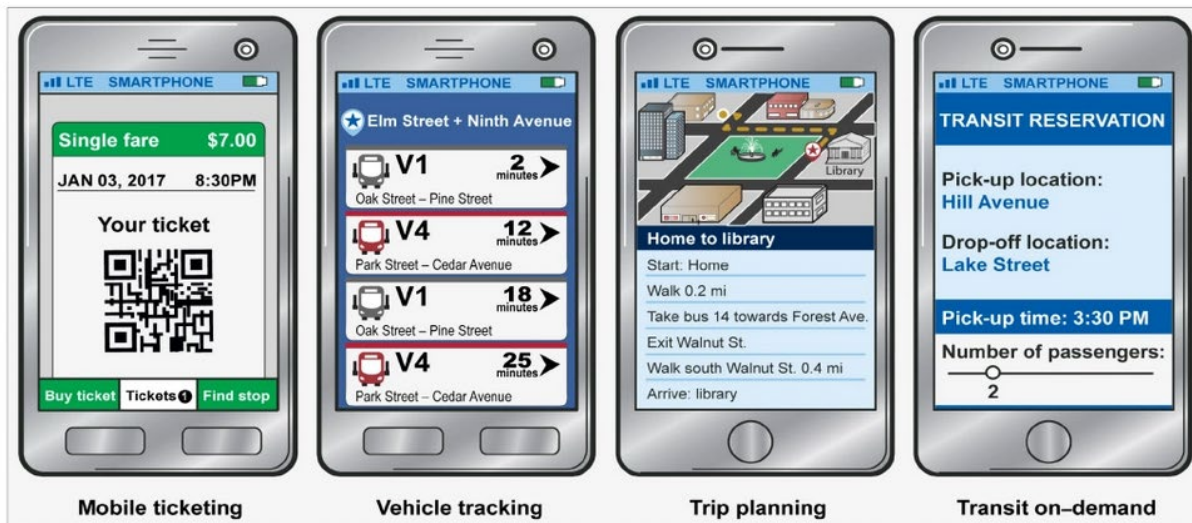 LTE SMARTPHONE
Single fare $7.00
JAN 03, 2017 8:30PM
Your ticket
Buy ticket Tickets 1 Find stop
Mobile ticketing
LTE SMARTPHONE
Elm Street + Ninth Avenue
V1 2 minutes
Oak Street – Pine Street
V4 12 minutes
Park Street – Cedar Avenue
V1 18 minutes
Oak Street – Pine Street
V4 25 minutes
Park Street – Cedar Avenue
Vehicle tracking
LTE SMARTPHONE
Library
Home to library
Start: Home
Walk 0.2 mi
Take bus 14 towards Forest Ave.
Exit Walnut St.
Walk south Walnut St. 0.4 mi
Arrive: library
Trip planning
LTE SMARTPHONE
TRANSIT RESERVATION
Pick-up location:
Hill Avenue
Drop-off location:
Lake Street
Pick-up time: 3:30 PM
Number of passengers:
2
Transit on–demand